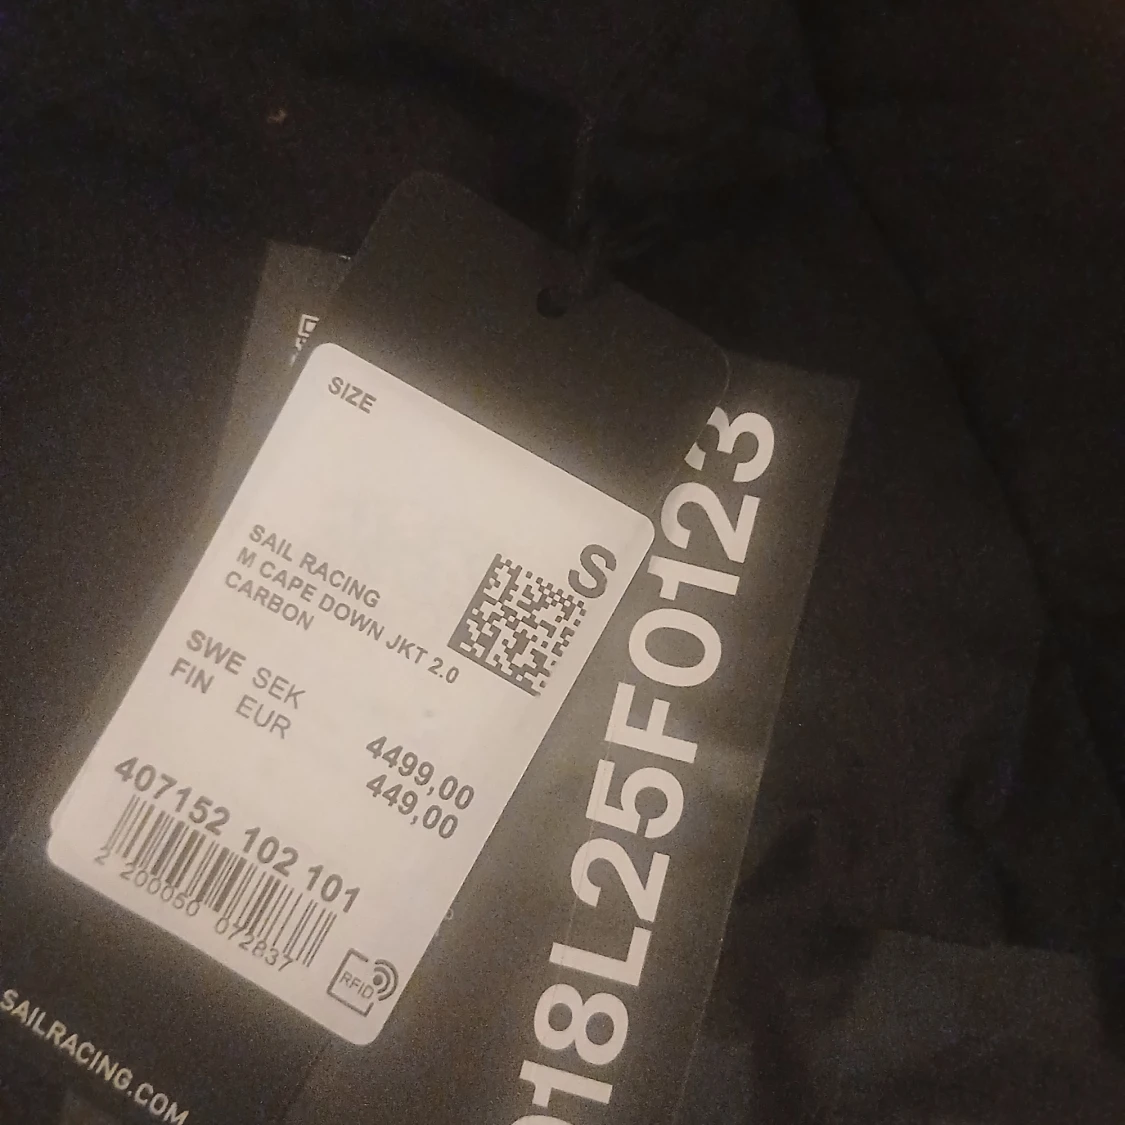 SIZE
S
SAIL RACING
M CAPE DOWN JKT 2.0
CARBON
SWE SEK 4499,00
FIN EUR 449,00
407152 102 101
2 200050 072837
RFID
SAILRACING.COM
18L25F0123